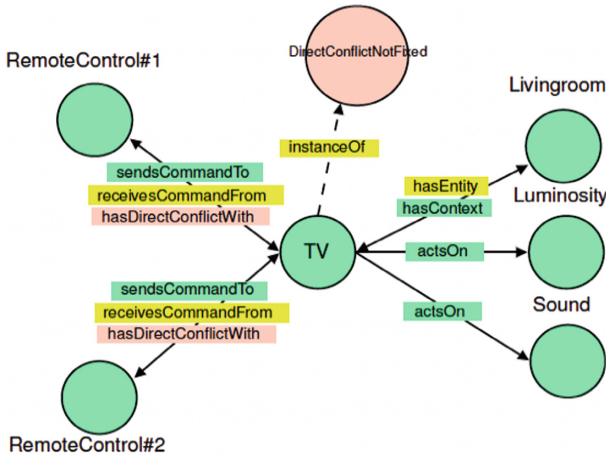 RemoteControl#1
DirectConflictNotFixed
Livingroom
instanceOf
sendsCommandTo
receivesCommandFrom
hasDirectConflictWith
hasEntity
hasContext
Luminosity
TV
actsOn
sendsCommandTo
receivesCommandFrom
hasDirectConflictWith
Sound
actsOn
RemoteControl#2